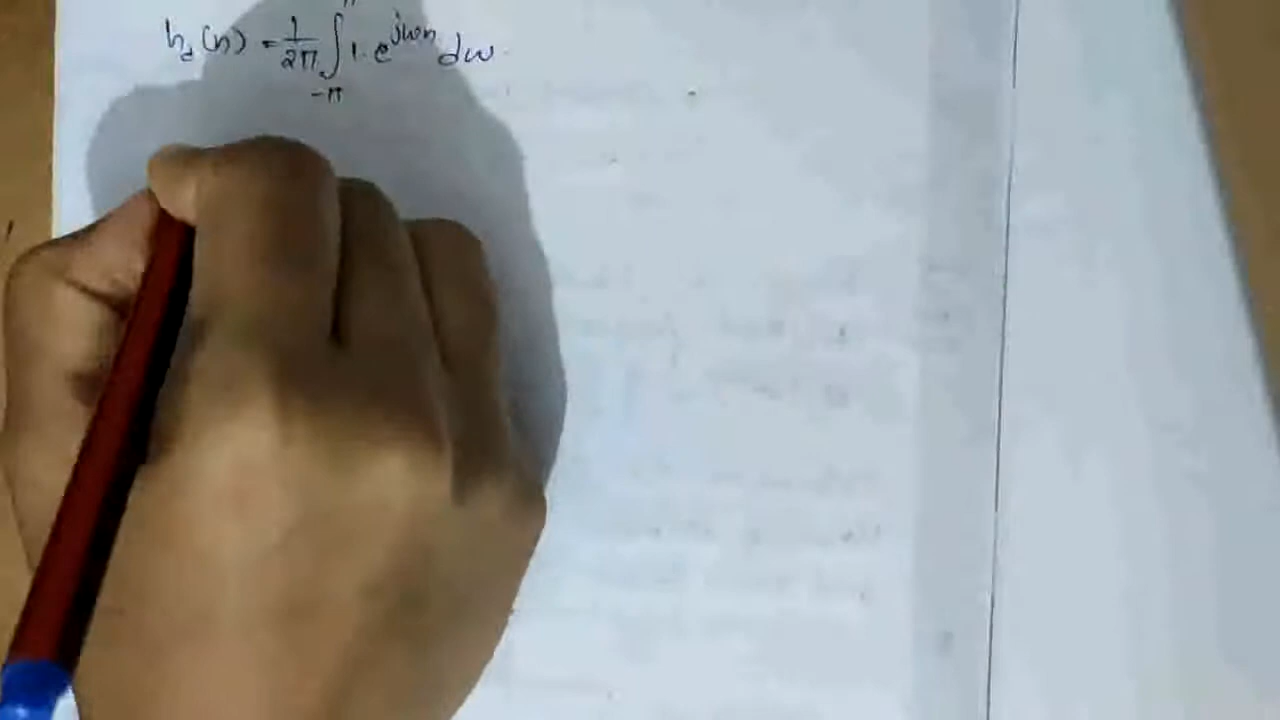 h_d(n) = 1/2π ∫_{-π}^{π} 1. e^{jωn} dω.